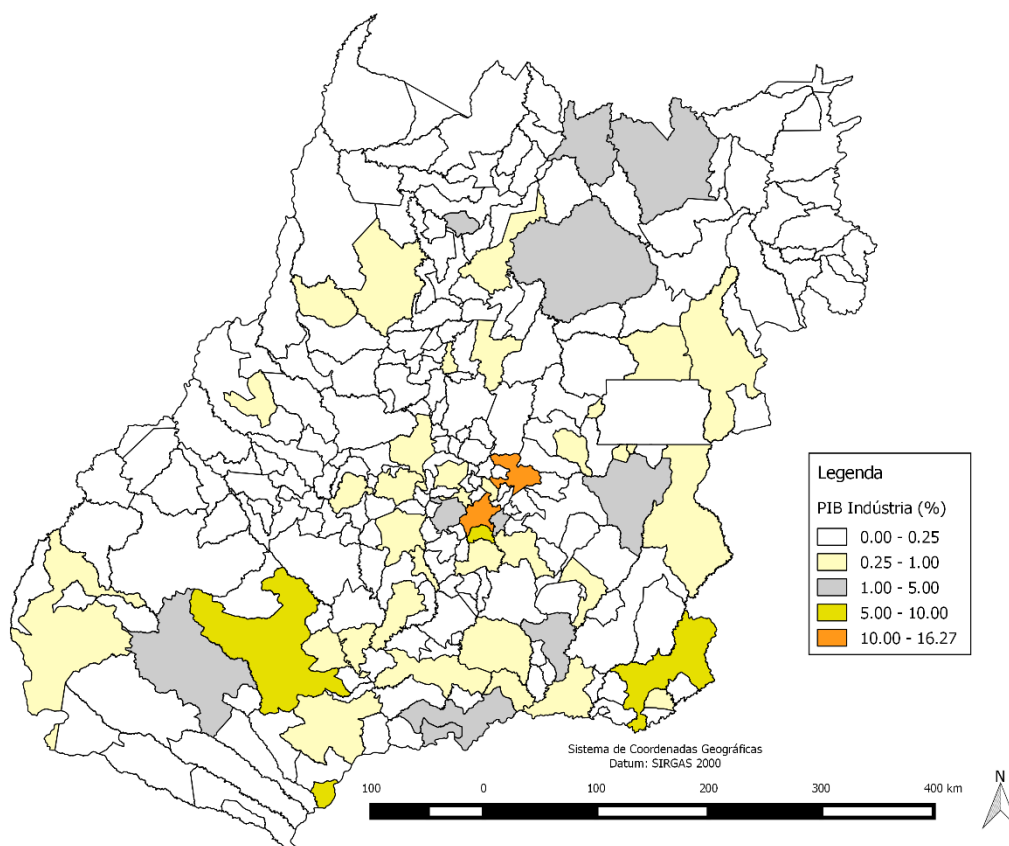 Legenda
PIB Indústria (%)
0.00 - 0.25
0.25 - 1.00
1.00 - 5.00
5.00 - 10.00
10.00 - 16.27
Sistema de Coordenadas Geográficas
Datum: SIRGAS 2000
100 0 100 200 300 400 km
N